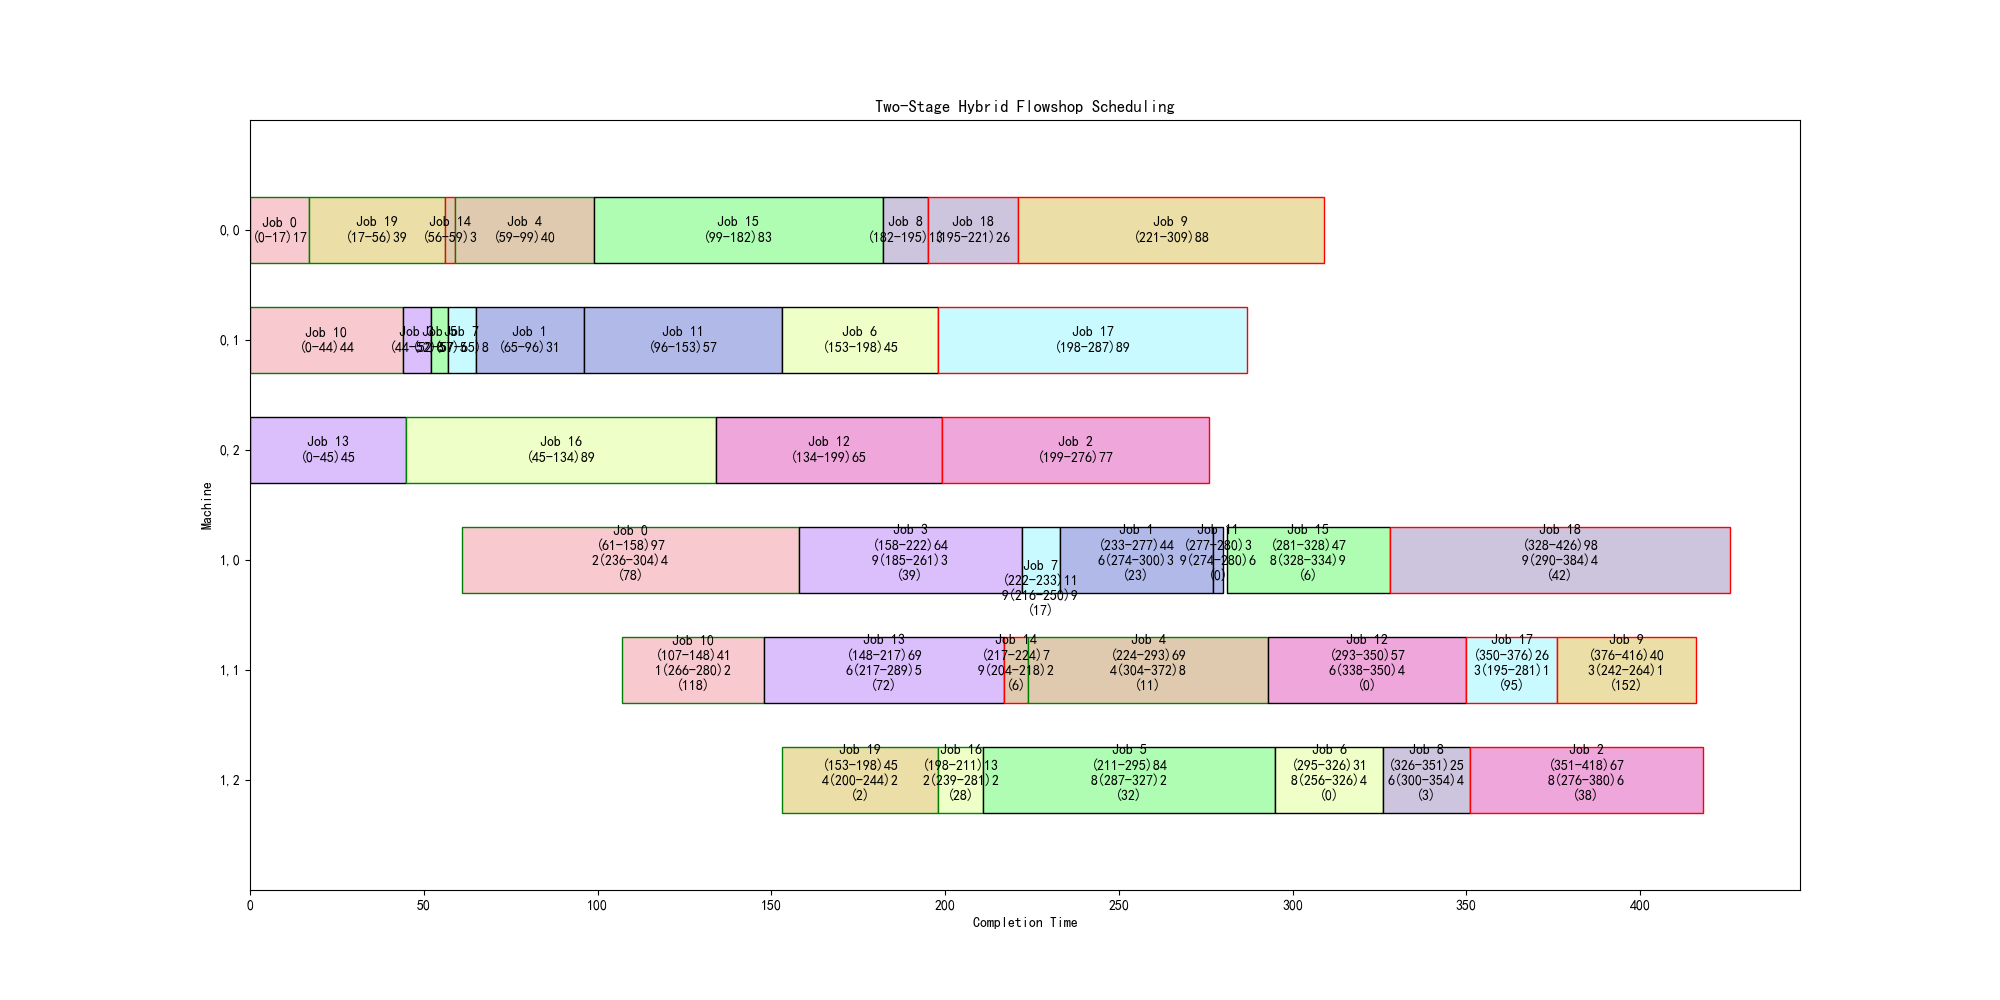 Two-Stage Hybrid Flowshop Scheduling
0,0
Job 0
(0-17)17
Job 19
(17-56)39
Job 14
(56-59)3
Job 4
(59-99)40
Job 15
(99-182)83
Job 8
(182-195)13
Job 18
(195-221)26
Job 9
(221-309)88
0,1
Job 10
(0-44)44
Job
Job
Job 7
(57-65)8
Job 1
(65-96)31
Job 11
(96-153)57
Job 6
(153-198)45
Job 17
(198-287)89
0,2
Job 13
(0-45)45
Job 16
(45-134)89
Job 12
(134-199)65
Job 2
(199-276)77
Machine
1,0
Job 0
(61-158)97
2(236-304)4
(78)
Job 3
(158-222)64
9(185-261)3
(39)
Job 7
(222-233)11
9(216-250)9
(17)
Job 1
(233-277)44
6(274-300)3
(23)
Job 11
(277-280)3
9(274-280)6
(0)
Job 15
(281-328)47
8(328-334)9
(6)
Job 18
(328-426)98
9(290-384)4
(42)
1,1
Job 10
(107-148)41
1(266-280)2
(118)
Job 13
(148-217)69
6(217-289)5
(72)
Job 14
(217-224)7
9(204-218)2
(6)
Job 4
(224-293)69
4(304-372)8
(11)
Job 12
(293-350)57
6(338-350)4
(0)
Job 17
(350-376)26
3(195-281)1
(95)
Job 9
(376-416)40
3(242-264)1
(152)
1,2
Job 19
(153-198)45
4(200-244)2
(2)
Job 16
(198-211)13
2(239-281)2
(28)
Job 5
(211-295)84
8(287-327)2
(32)
Job 6
(295-326)31
8(256-326)4
(0)
Job 8
(326-351)25
6(300-354)4
(3)
Job 2
(351-418)67
8(276-380)6
(38)
0 50 100 150 200 250 300 350 400
Completion Time